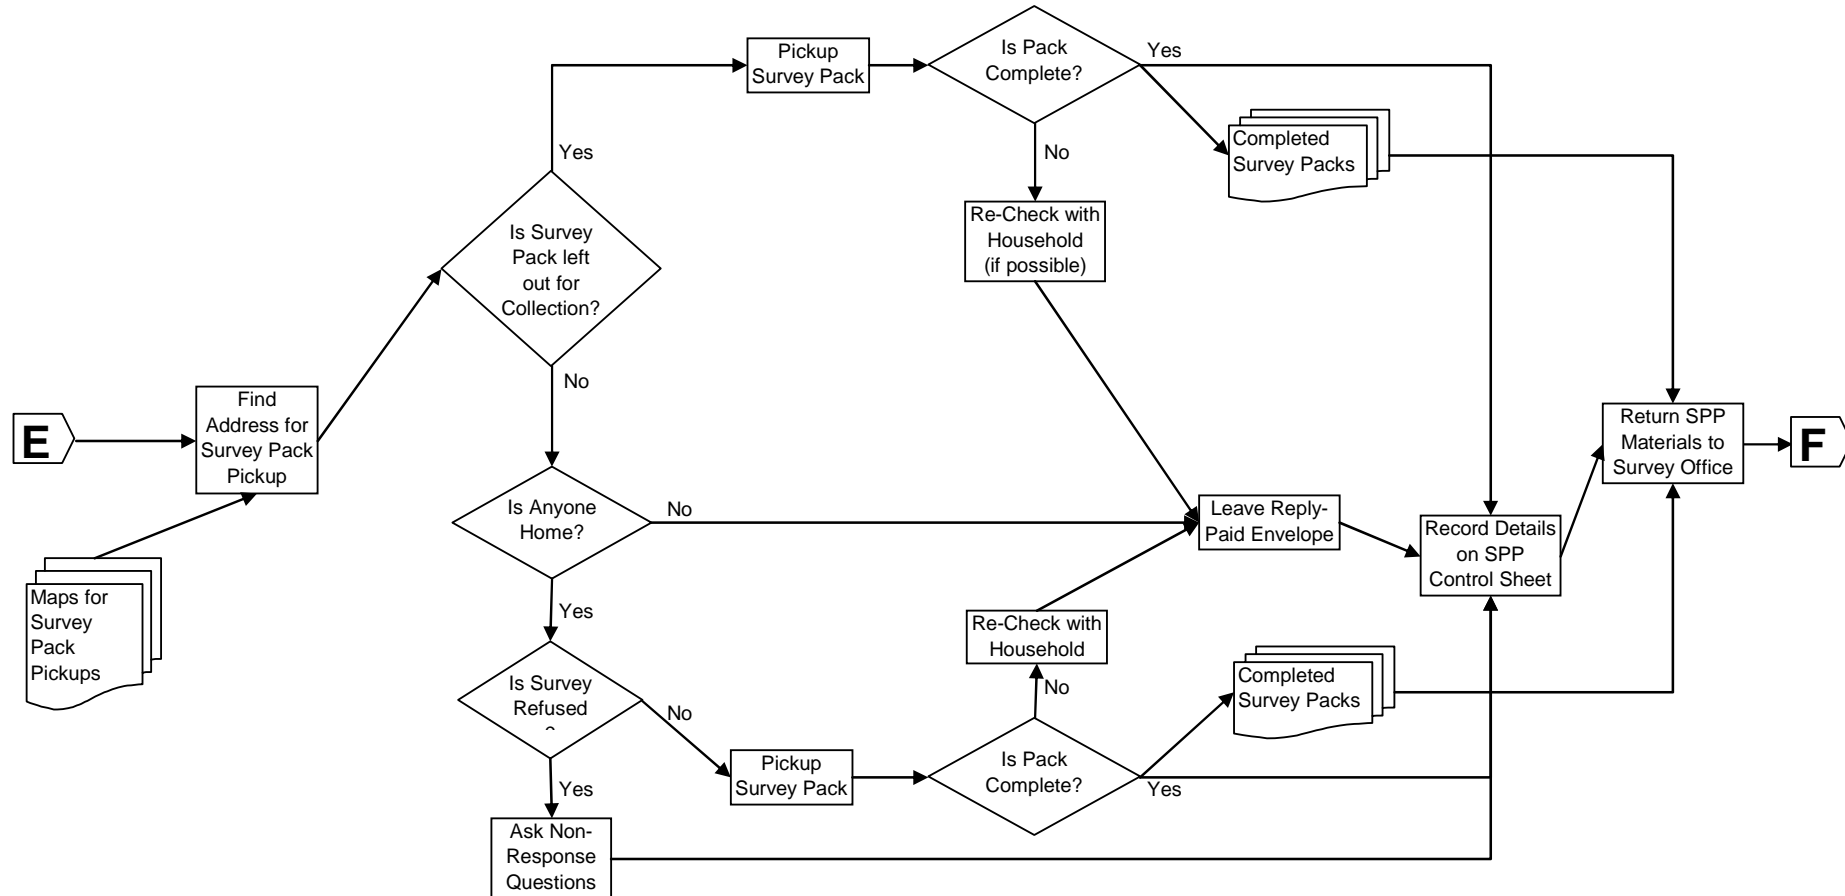 Pickup
Survey Pack
Is Pack
Complete?
Yes
Completed
Survey Packs
No
Yes
Re-Check with
Household
(if possible)
Is Survey
Pack left
out for
Collection?
No
E
Find
Address for
Survey Pack
Pickup
Return SPP
Materials to
Survey Office
F
Is Anyone
Home?
No
Leave Reply-
Paid Envelope
Record Details
on SPP
Control Sheet
Maps for
Survey
Pack
Pickups
Yes
Re-Check with
Household
Is Survey
Refused
No
No
Completed
Survey Packs
Pickup
Survey Pack
Is Pack
Complete?
Yes
Yes
Ask Non-
Response
Questions